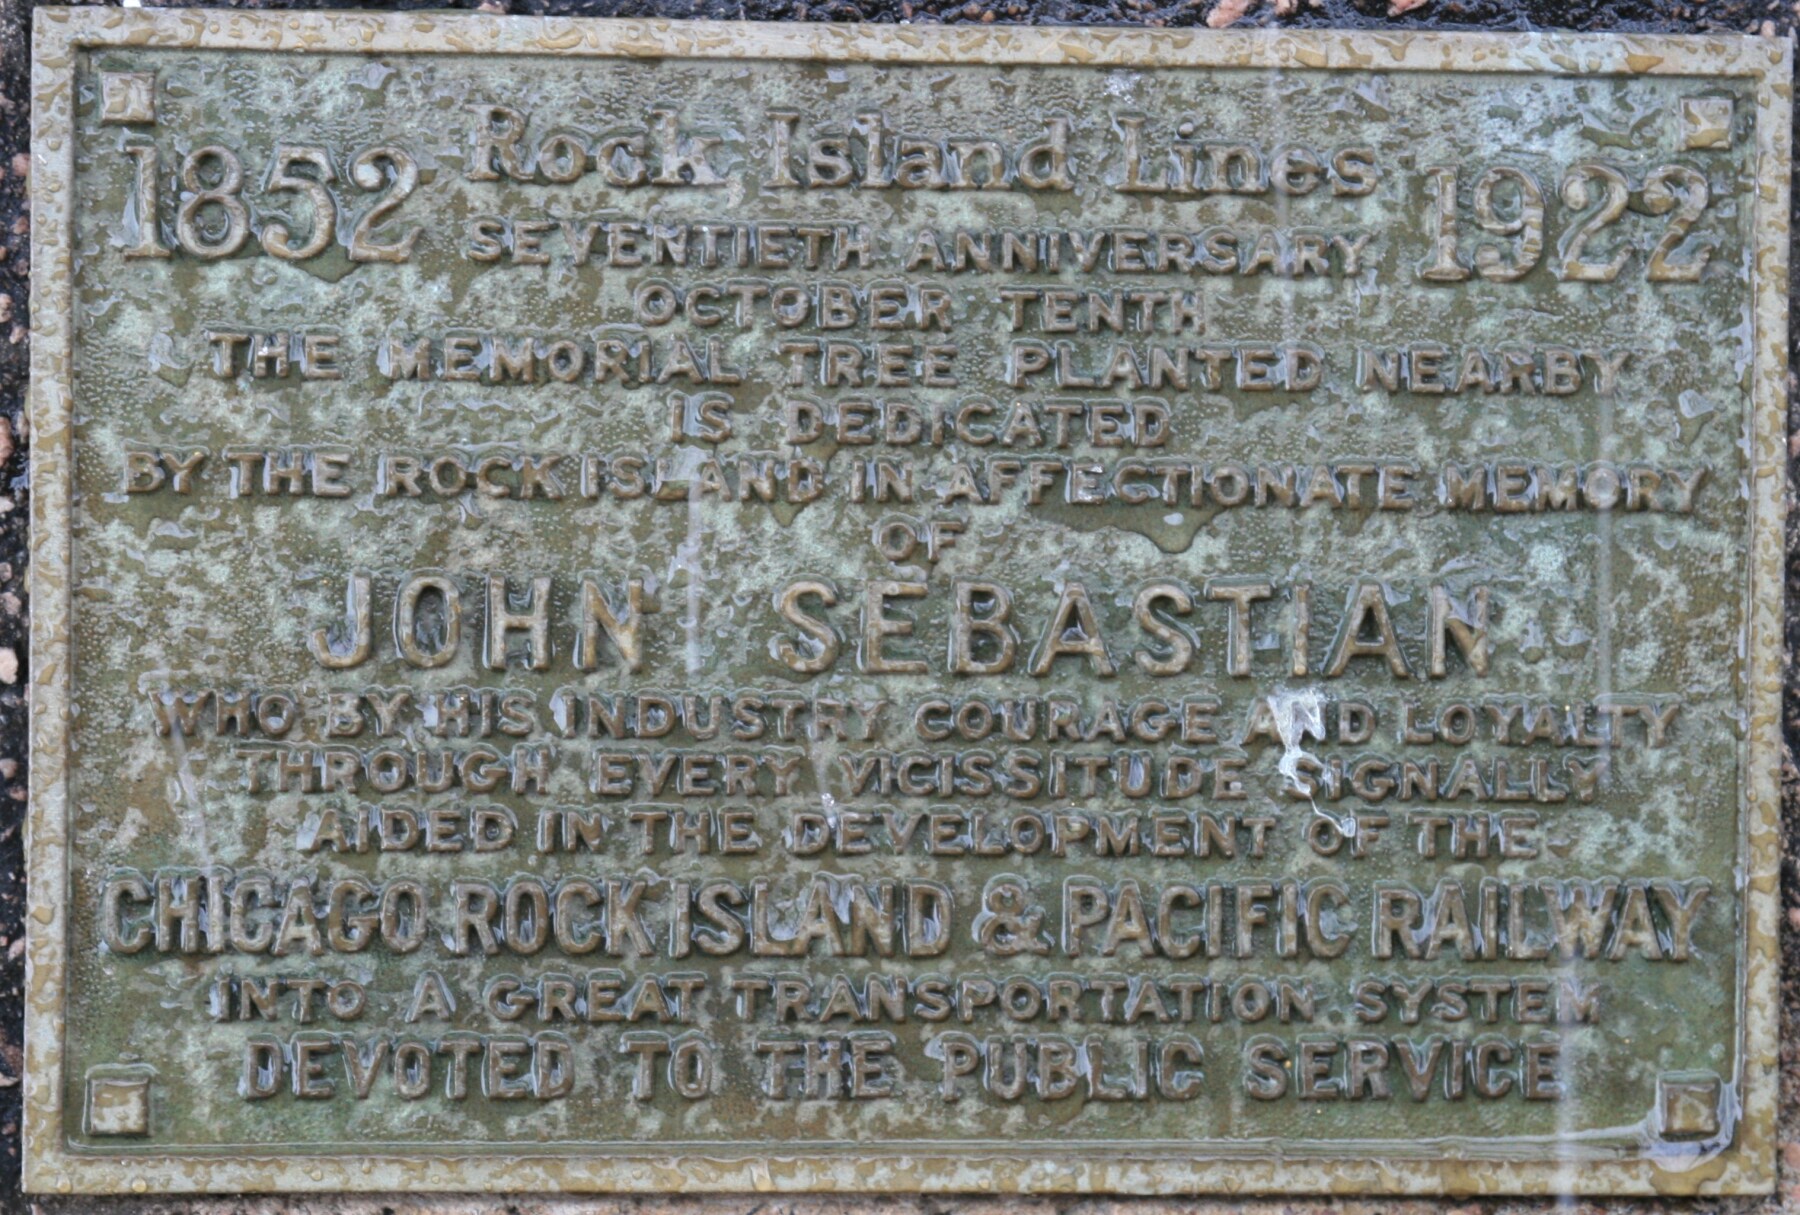 Rock Island Lines
1852 1922
SEVENTIETH ANNIVERSARY
OCTOBER TENTH
THE MEMORIAL TREE PLANTED NEARBY
IS DEDICATED
BY THE ROCK ISLAND IN AFFECTIONATE MEMORY
OF
JOHN SEBASTIAN
WHO BY HIS INDUSTRY COURAGE AND LOYALTY
THROUGH EVERY VICISSITUDE SIGNALLY
AIDED IN THE DEVELOPMENT OF THE
CHICAGO ROCK ISLAND & PACIFIC RAILWAY
INTO A GREAT TRANSPORTATION SYSTEM
DEVOTED TO THE PUBLIC SERVICE